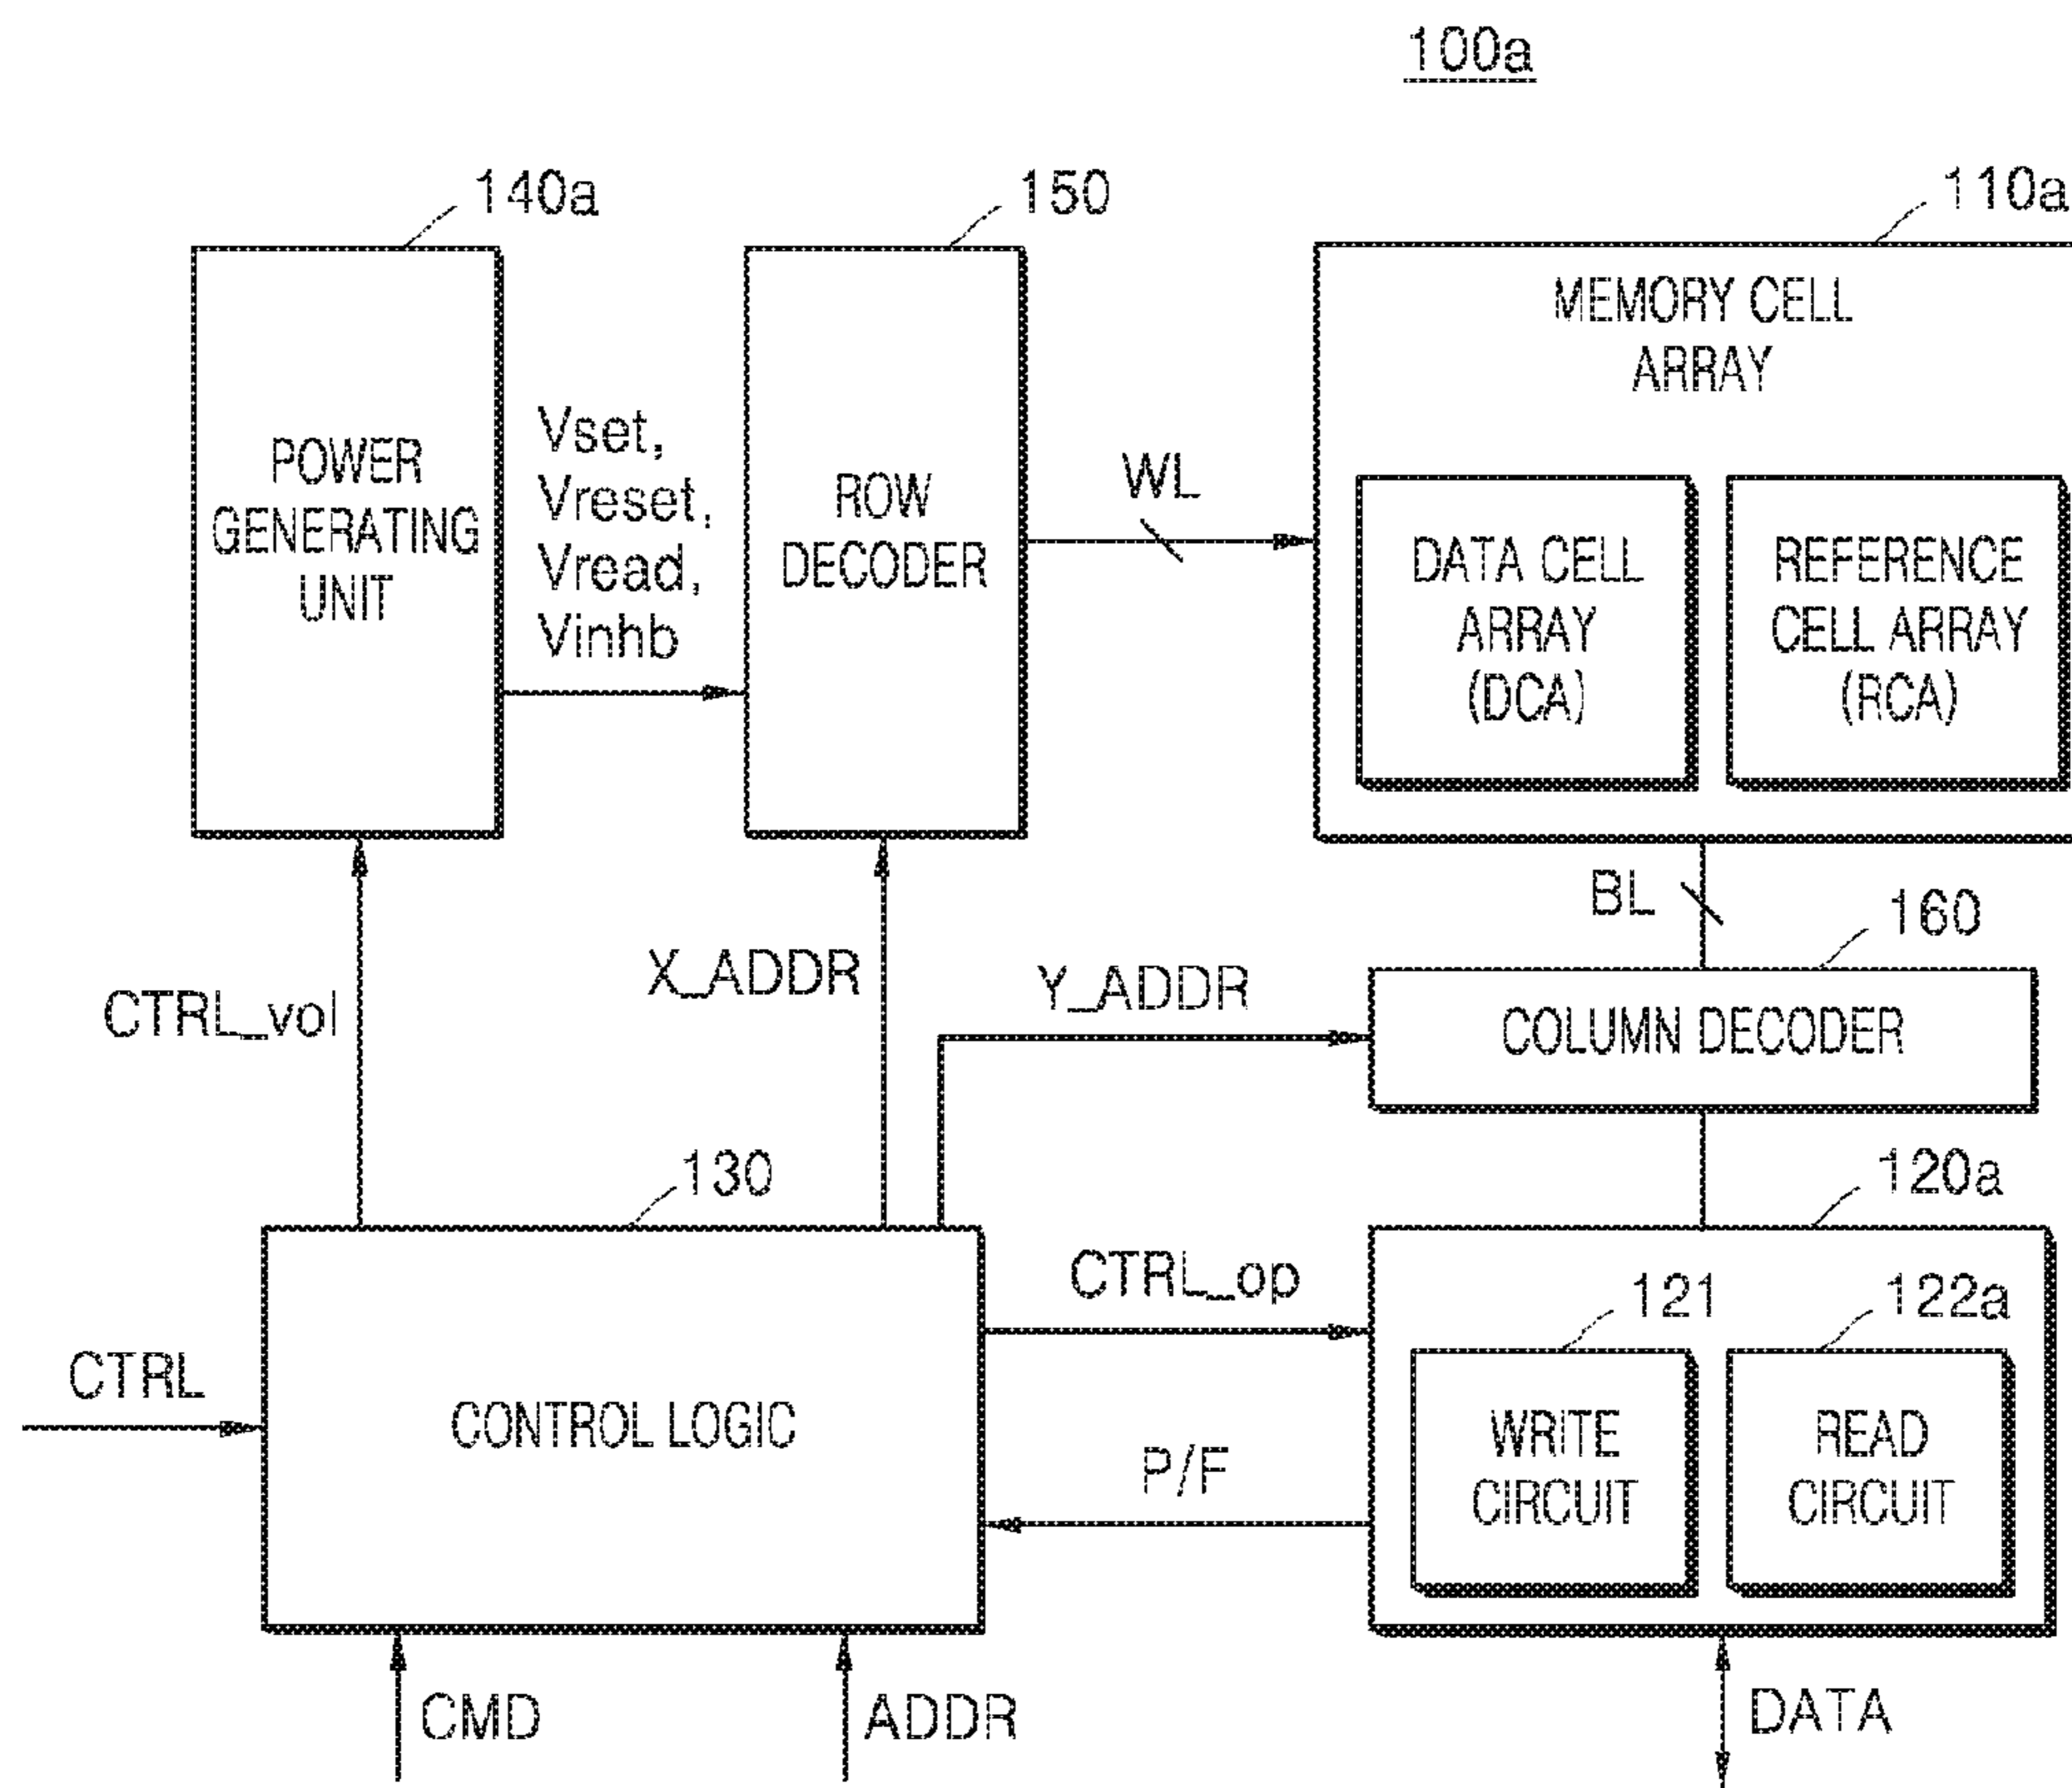 100a
140a
150
110a
POWER
GENERATING
UNIT
Vset,
Vreset,
Vread,
Vinhb
ROW
DECODER
WL
MEMORY CELL
ARRAY
DATA CELL
ARRAY
(DCA)
REFERENCE
CELL ARRAY
(RCA)
BL
160
CTRL_vol
X_ADDR
Y_ADDR
COLUMN DECODER
130
120a
CTRL_op
121
122a
CTRL
CONTROL LOGIC
P/F
WRITE
CIRCUIT
READ
CIRCUIT
CMD
ADDR
DATA